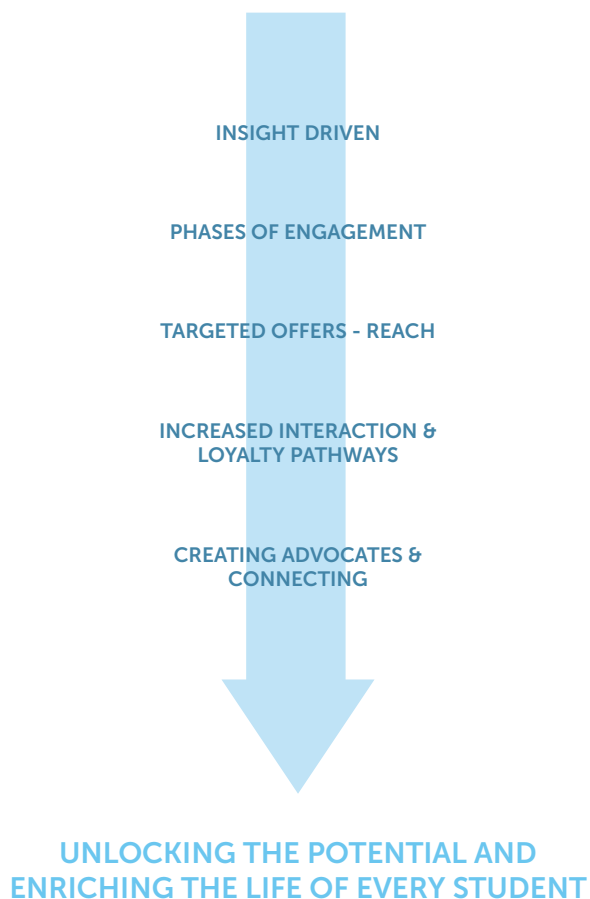 INSIGHT DRIVEN
PHASES OF ENGAGEMENT
TARGETED OFFERS - REACH
INCREASED INTERACTION &
LOYALTY PATHWAYS
CREATING ADVOCATES &
CONNECTING
UNLOCKING THE POTENTIAL AND
ENRICHING THE LIFE OF EVERY STUDENT